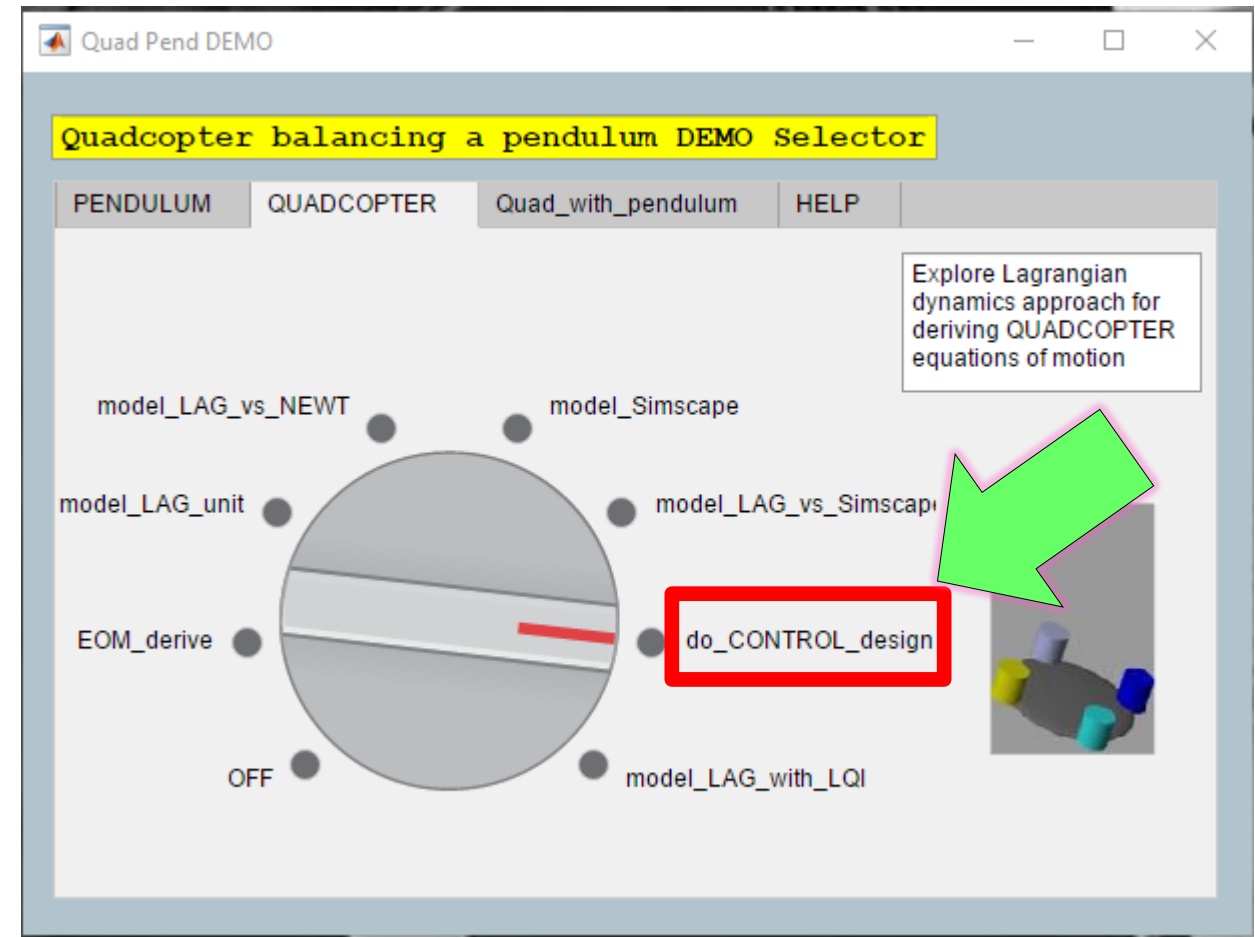 Quad Pend DEMO
Quadcopter balancing a pendulum DEMO Selector
PENDULUM QUADCOPTER Quad_with_pendulum HELP
Explore Lagrangian
dynamics approach for
deriving QUADCOPTER
equations of motion
model_LAG_vs_NEWT
model_Simscape
model_LAG_unit
model_LAG_vs_Simscape
EOM_derive
do_CONTROL_design
OFF
model_LAG_with_LQI